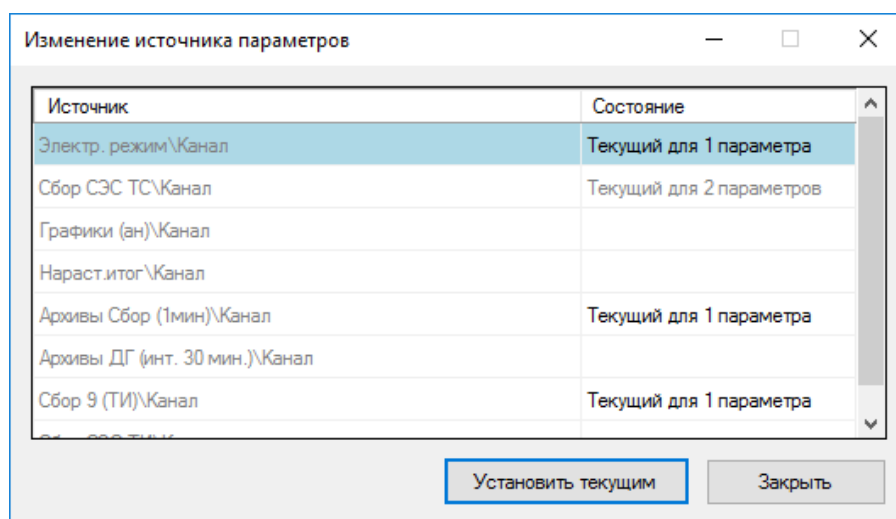 Изменение источника параметров
Источник Состояние
Электр. режим\Канал Текущий для 1 параметра
Сбор СЭС ТС\Канал Текущий для 2 параметров
Графики (ан)\Канал
Нараст.итог\Канал
Архивы Сбор (1мин)\Канал Текущий для 1 параметра
Архивы ДГ (инт. 30 мин.)\Канал
Сбор 9 (ТИ)\Канал Текущий для 1 параметра
Установить текущим Закрыть